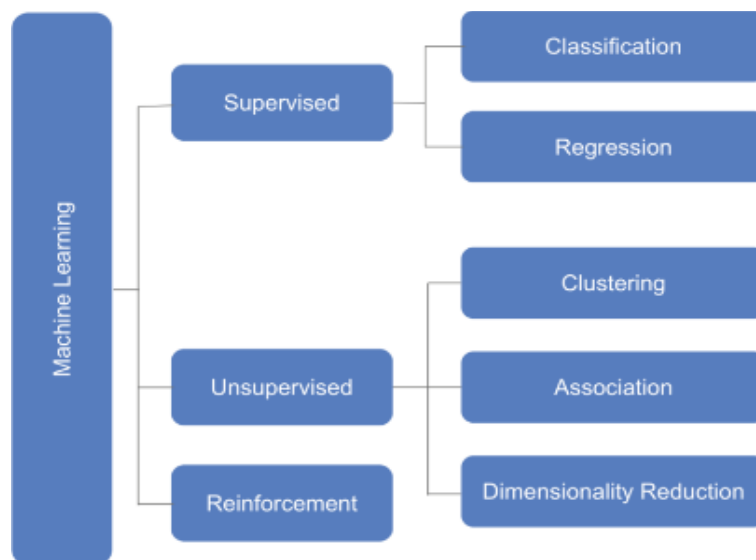 Machine Learning
Supervised
Classification
Regression
Unsupervised
Clustering
Association
Dimensionality Reduction
Reinforcement